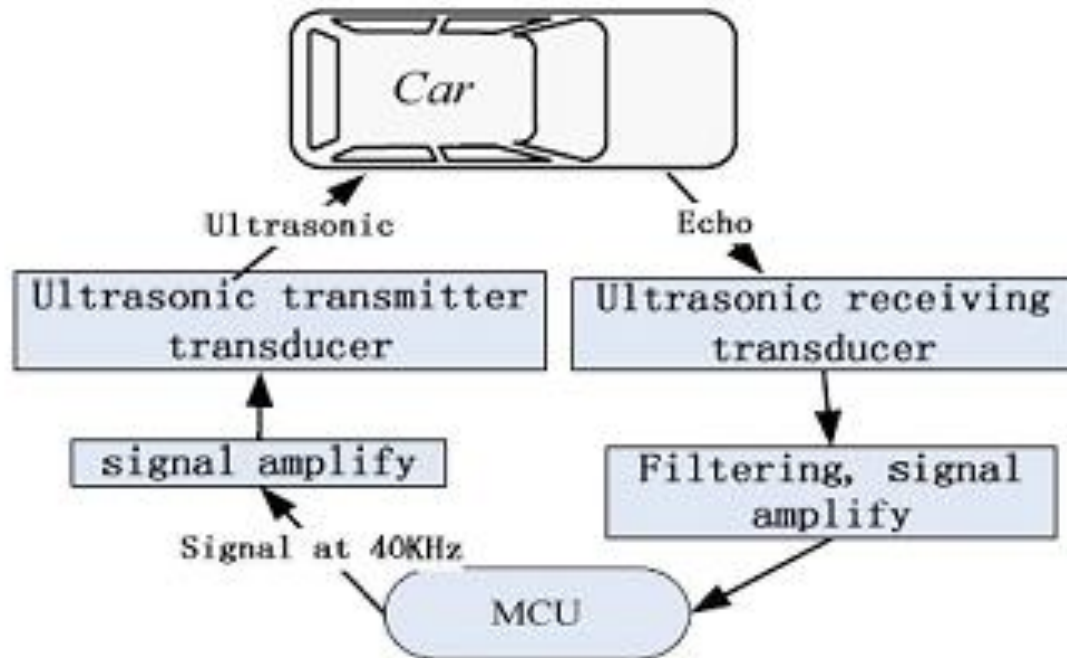 Car
Ultrasonic
Echo
Ultrasonic transmitter
transducer
Ultrasonic receiving
transducer
signal amplify
Filtering, signal
amplify
Signal at 40KHz
MCU